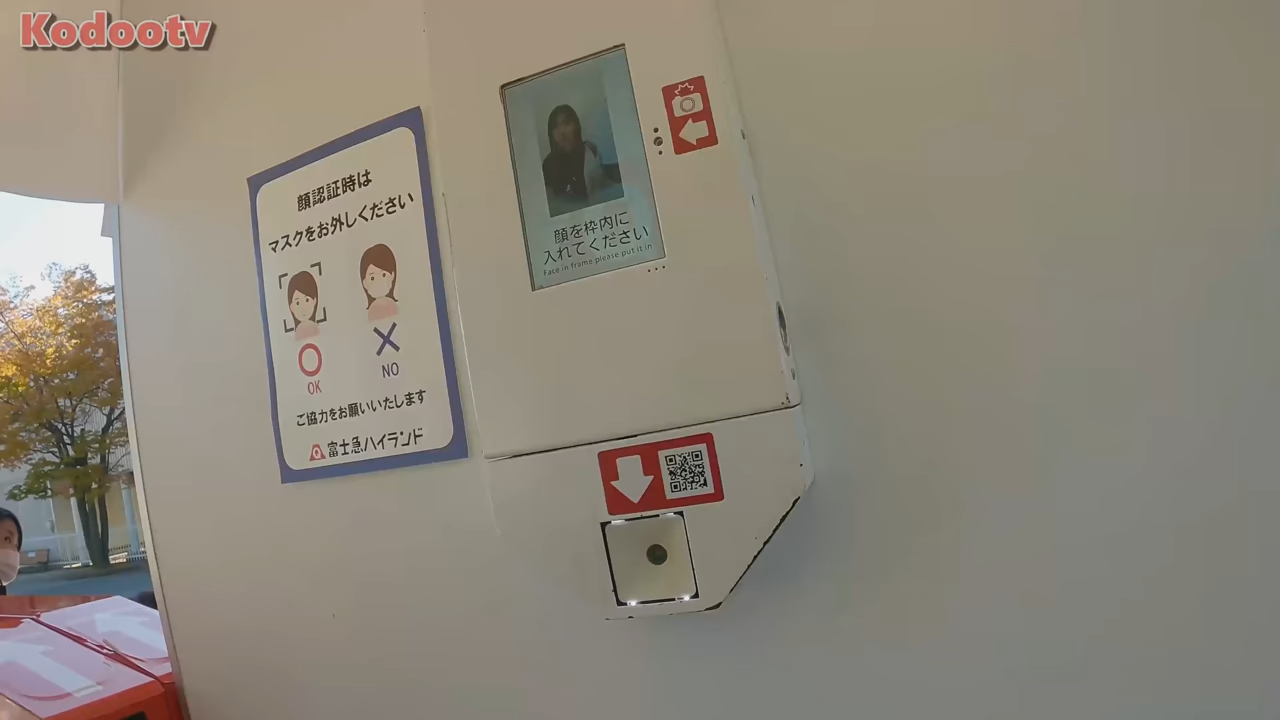 Kodootv
顔認証時は
マスクをお外しください
OK
NO
ご協力をお願いいたします
富士急ハイランド
顔を枠内に
入れてください
Face in frame please put it in